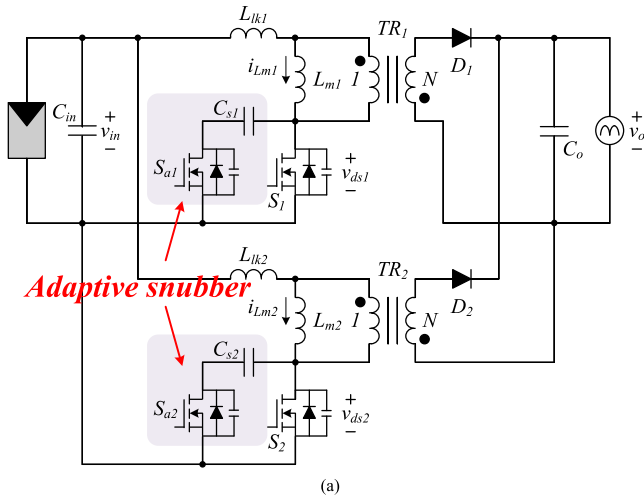 L_lk1
TR_1
i_Lm1
L_m1
1
N
D_1
C_in
+
v_in
−
C_s1
S_a1
S_1
+
v_ds1
−
C_o
+
v_o
−
Adaptive snubber
L_lk2
TR_2
i_Lm2
L_m2
1
N
D_2
C_s2
S_a2
S_2
+
v_ds2
−
(a)